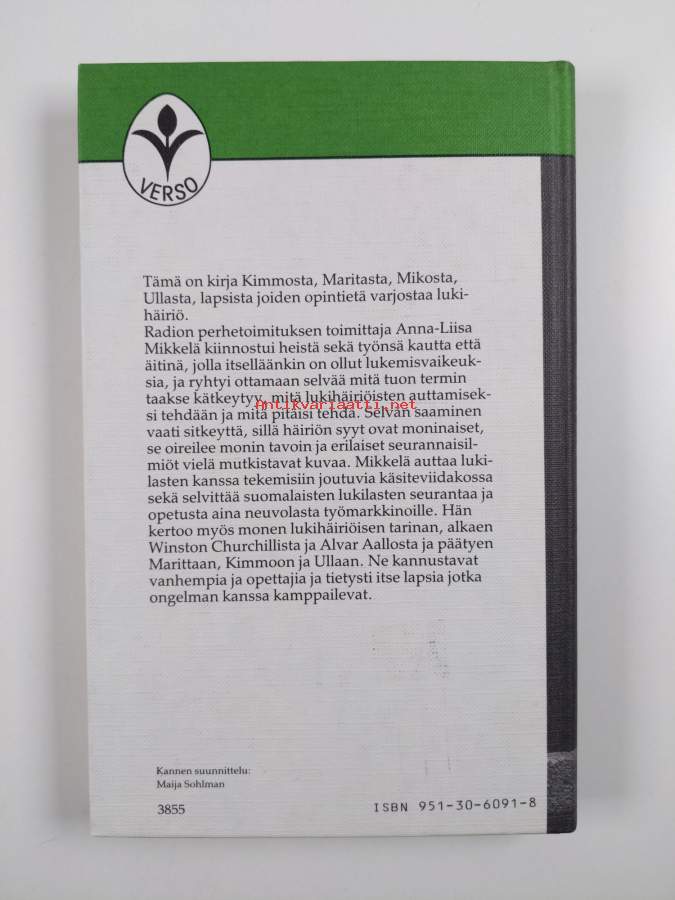 VERSO
Tämä on kirja Kimmosta, Maritasta, Mikosta,
Ullasta, lapsista joiden opintietä varjostaa luki-
häiriö.
Radion perhetoimituksen toimittaja Anna-Liisa
Mikkelä kiinnostui heistä sekä työnsä kautta että
äitinä, jolla itselläänkin on ollut lukemisvaikeuk-
sia, ja ryhtyi ottamaan selvää mitä tuon termin
taakse kätkeytyy, mitä lukihäiriöisten auttamisek-
Antikvariaatti.net
si tehdään ja mitä pitäisi tehdä. Selvän saaminen
vaati sitkeyttä, sillä häiriön syyt ovat moninaiset,
se oireilee monin tavoin ja erilaiset seurannaisil-
miöt vielä mutkistavat kuvaa. Mikkelä auttaa luki-
lasten kanssa tekemisiin joutuvia käsiteviidakossa
sekä selvittää suomalaisten lukilasten seurantaa ja
opetusta aina neuvolasta työmarkkinoille. Hän
kertoo myös monen lukihäiriöisen tarinan, alkaen
Winston Churchillista ja Alvar Aallosta ja päätyen
Marittaan, Kimmoon ja Ullaan. Ne kannustavat
vanhempia ja opettajia ja tietysti itse lapsia jotka
ongelman kanssa kamppailevat.
Kannen suunnittelu:
Maija Sohlman
3855
ISBN 951-30-6091-8